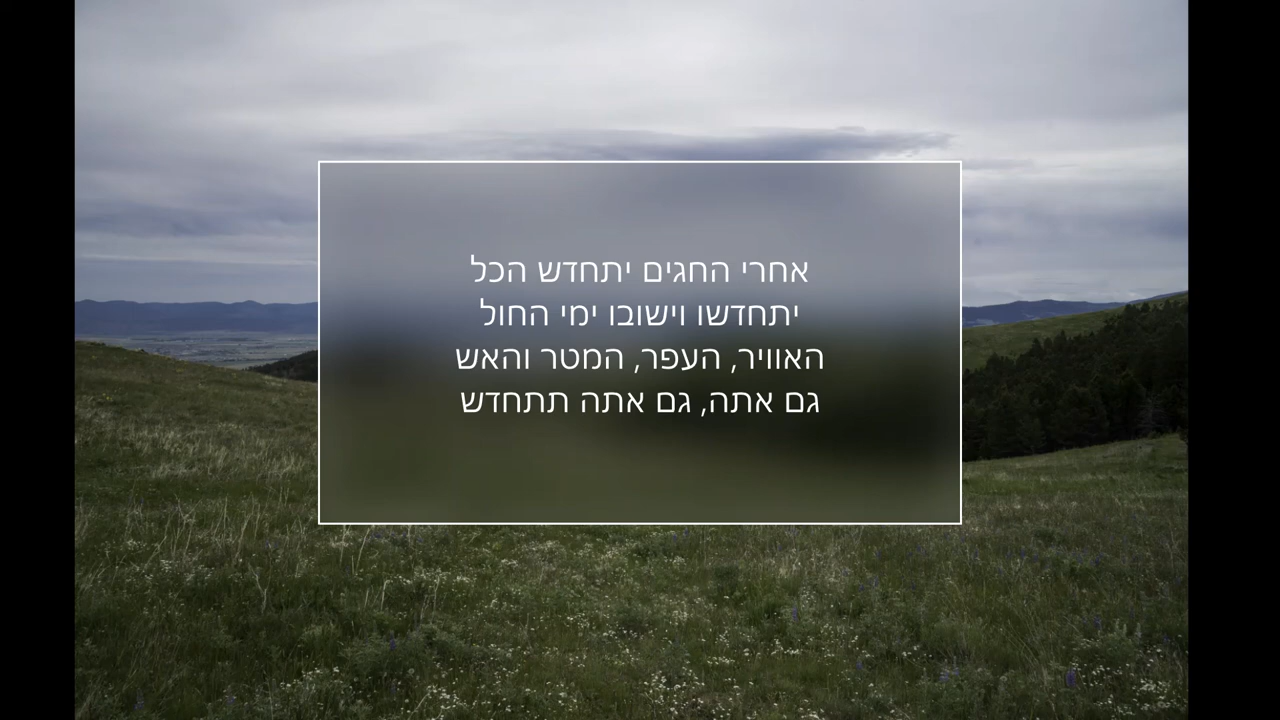 אחרי החגים יתחדש הכל
יתחדשו וישובו ימי החול
האוויר, העפר, המטר והאש
גם אתה, גם אתה תתחדש